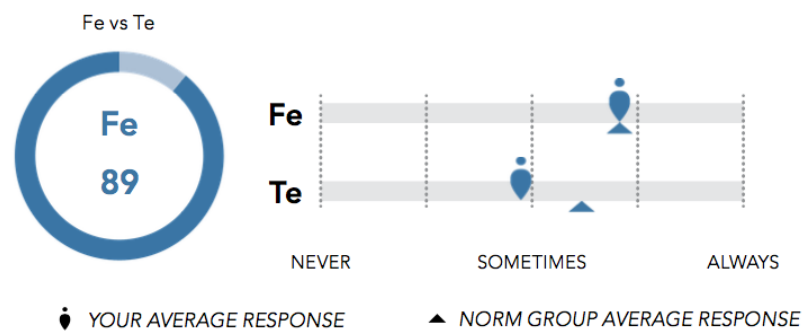 Fe vs Te
Fe
89
Fe
Te
NEVER SOMETIMES ALWAYS
YOUR AVERAGE RESPONSE NORM GROUP AVERAGE RESPONSE